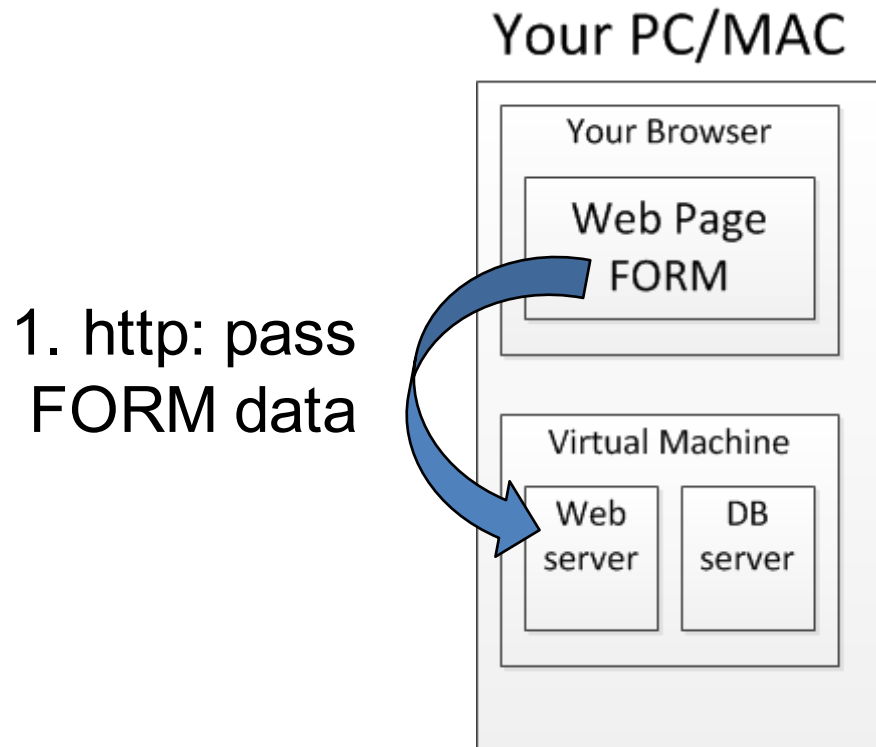 Your PC/MAC
Your Browser
Web Page
FORM
1. http: pass
FORM data
Virtual Machine
Web
server
DB
server